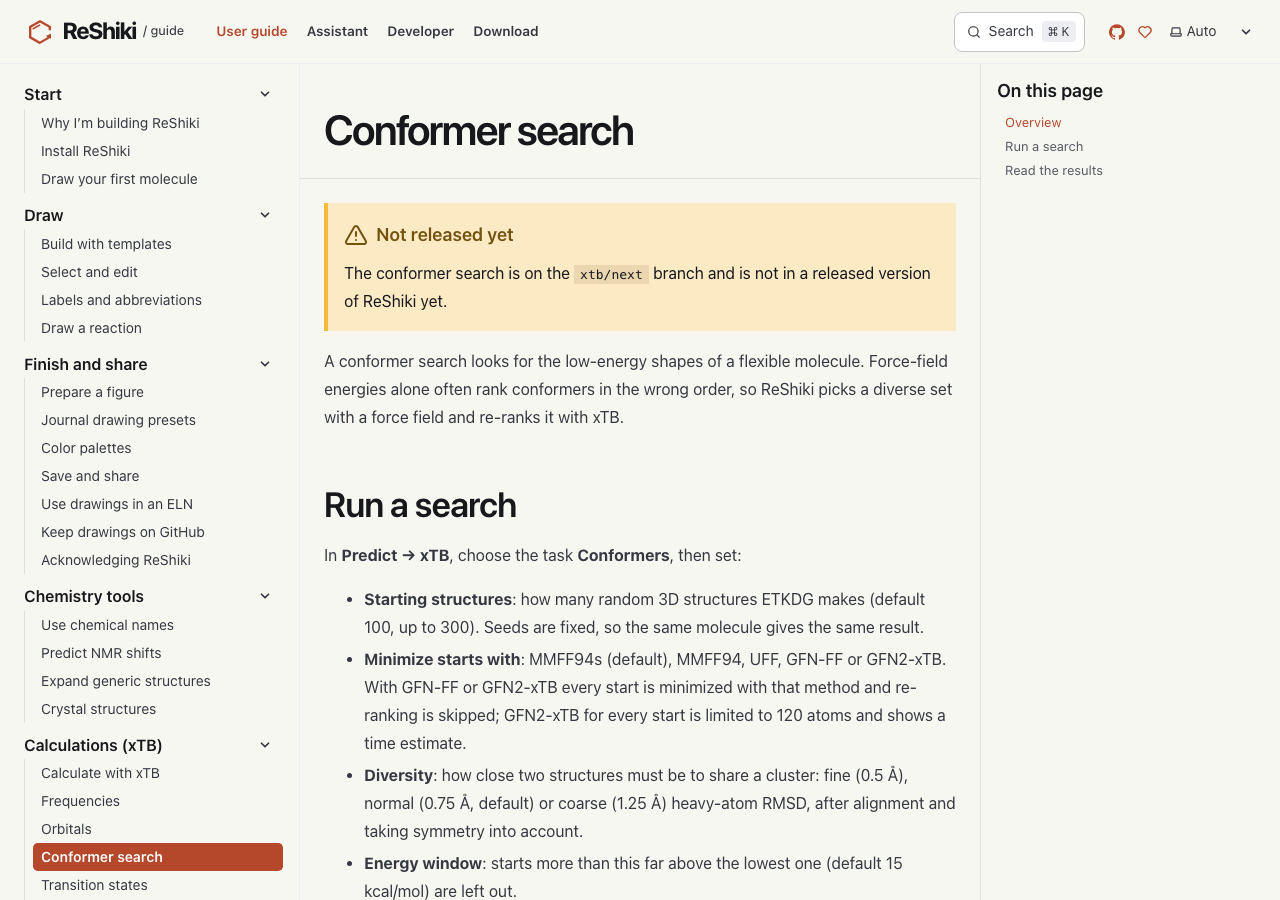 ReShiki / guide
User guide
Assistant
Developer
Download
Search ⌘ K
Auto
Start
Why I'm building ReShiki
Install ReShiki
Draw your first molecule
Draw
Build with templates
Select and edit
Labels and abbreviations
Draw a reaction
Finish and share
Prepare a figure
Journal drawing presets
Color palettes
Save and share
Use drawings in an ELN
Keep drawings on GitHub
Acknowledging ReShiki
Chemistry tools
Use chemical names
Predict NMR shifts
Expand generic structures
Crystal structures
Calculations (xTB)
Calculate with xTB
Frequencies
Orbitals
Conformer search
Transition states
Conformer search
Not released yet
The conformer search is on the xtb/next branch and is not in a released version
of ReShiki yet.
A conformer search looks for the low-energy shapes of a flexible molecule. Force-field
energies alone often rank conformers in the wrong order, so ReShiki picks a diverse set
with a force field and re-ranks it with xTB.
Run a search
In Predict → xTB, choose the task Conformers, then set:
• Starting structures: how many random 3D structures ETKDG makes (default
100, up to 300). Seeds are fixed, so the same molecule gives the same result.
• Minimize starts with: MMFF94s (default), MMFF94, UFF, GFN-FF or GFN2-xTB.
With GFN-FF or GFN2-xTB every start is minimized with that method and re-
ranking is skipped; GFN2-xTB for every start is limited to 120 atoms and shows a
time estimate.
• Diversity: how close two structures must be to share a cluster: fine (0.5 Å),
normal (0.75 Å, default) or coarse (1.25 Å) heavy-atom RMSD, after alignment and
taking symmetry into account.
• Energy window: starts more than this far above the lowest one (default 15
kcal/mol) are left out.
On this page
Overview
Run a search
Read the results